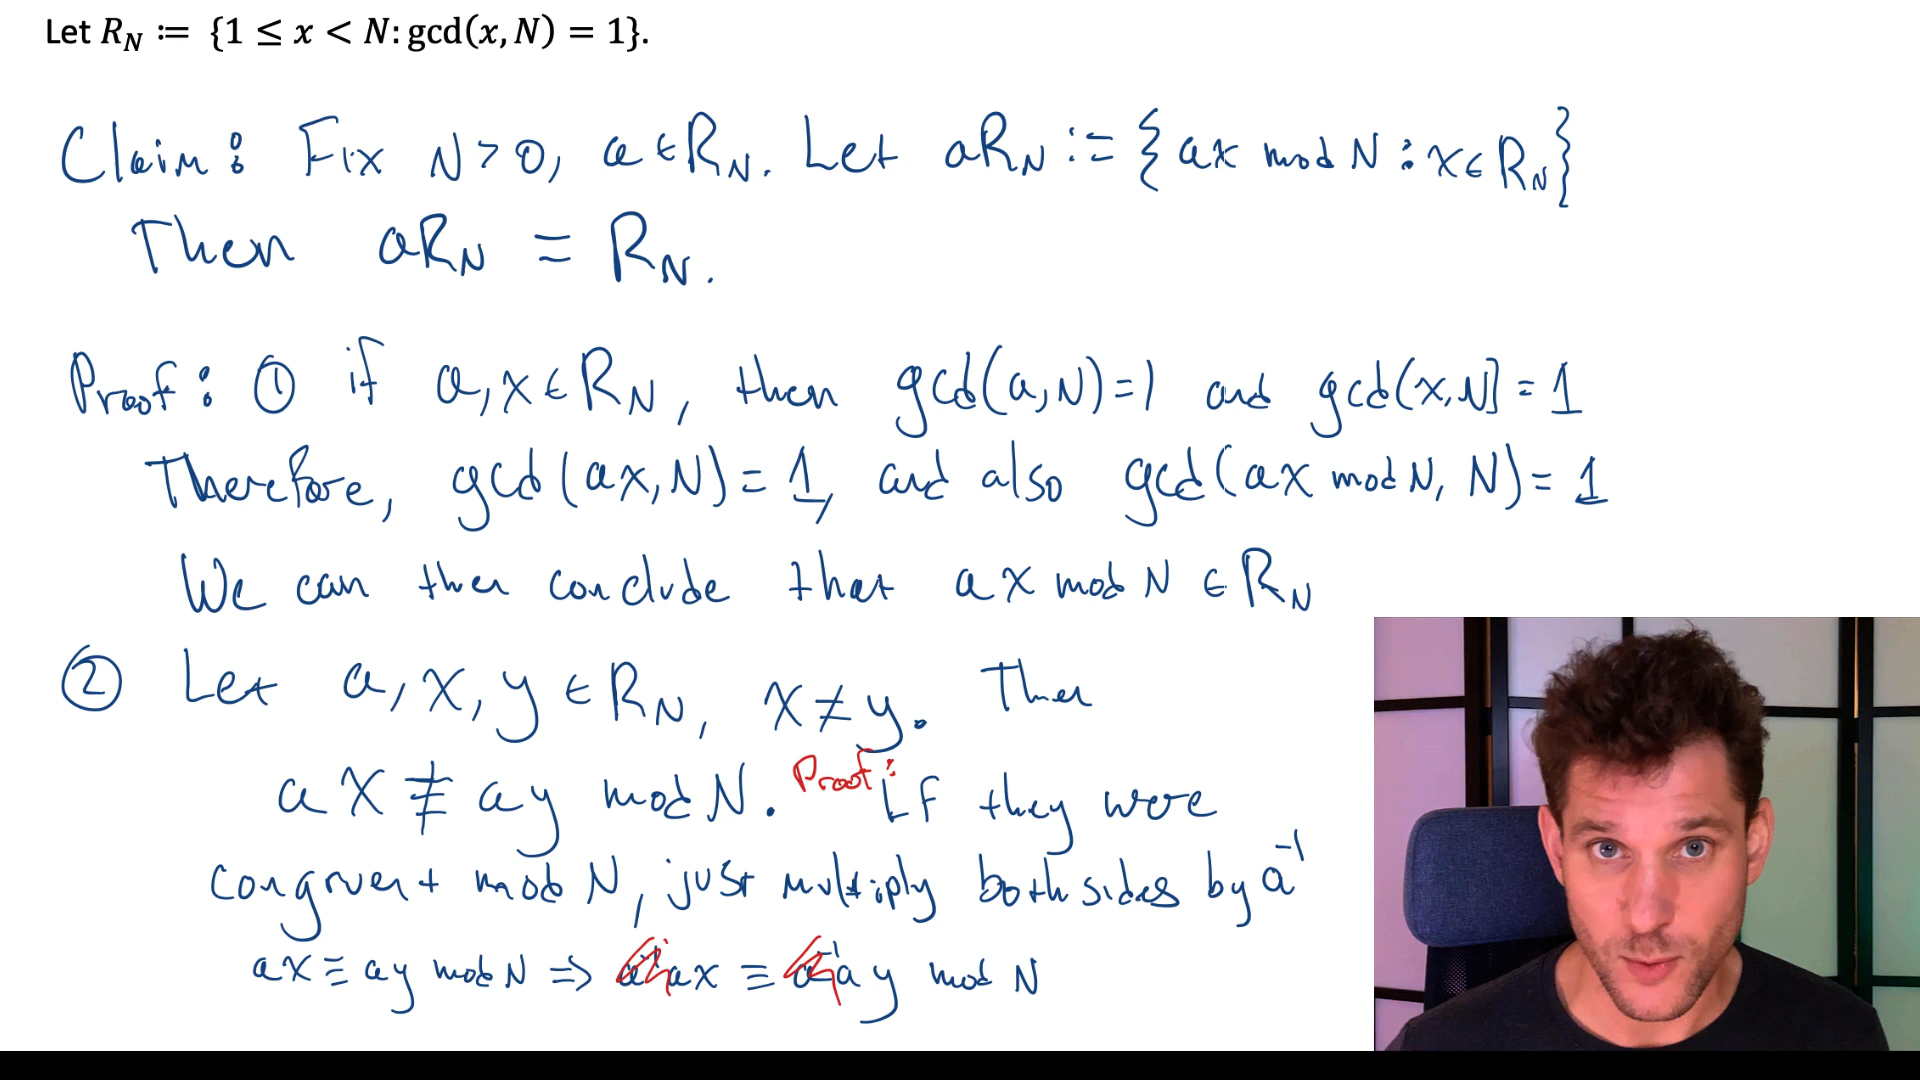 Let R_N := {1 ≤ x < N: gcd(x, N) = 1}.
Claim: Fix N>0, a∈R_N. Let aR_N := {ax mod N : x∈R_N}
Then aR_N = R_N.
Proof: ① if a,x∈R_N, then gcd(a,N)=1 and gcd(x,N]=1
Therefore, gcd(ax,N)=1, and also gcd(ax mod N, N)=1
We can then conclude that ax mod N ∈ R_N
② Let a,x,y∈R_N, x≠y. Then
ax ≢ ay mod N. Proof: if they were
congruent mod N, just multiply both sides by a⁻¹
ax ≡ ay mod N ⇒ a⁻¹ax ≡ a⁻¹ay mod N